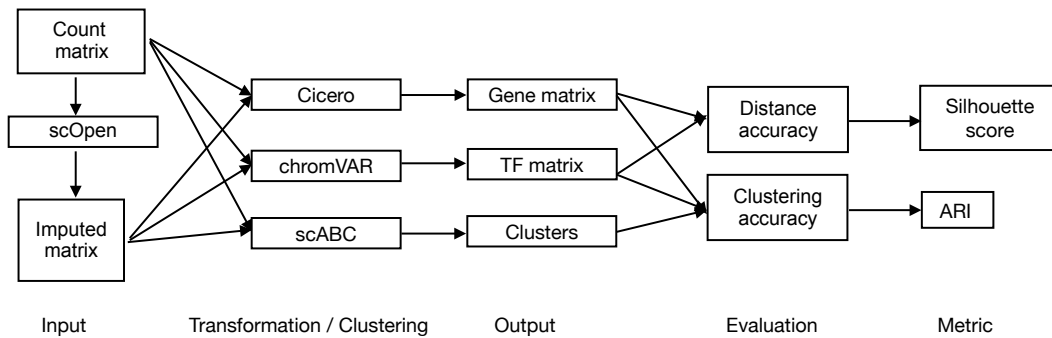 Count
matrix
scOpen
Imputed
matrix
Cicero
chromVAR
scABC
Gene matrix
TF matrix
Clusters
Distance
accuracy
Clustering
accuracy
Silhouette
score
ARI
Input
Transformation / Clustering
Output
Evaluation
Metric